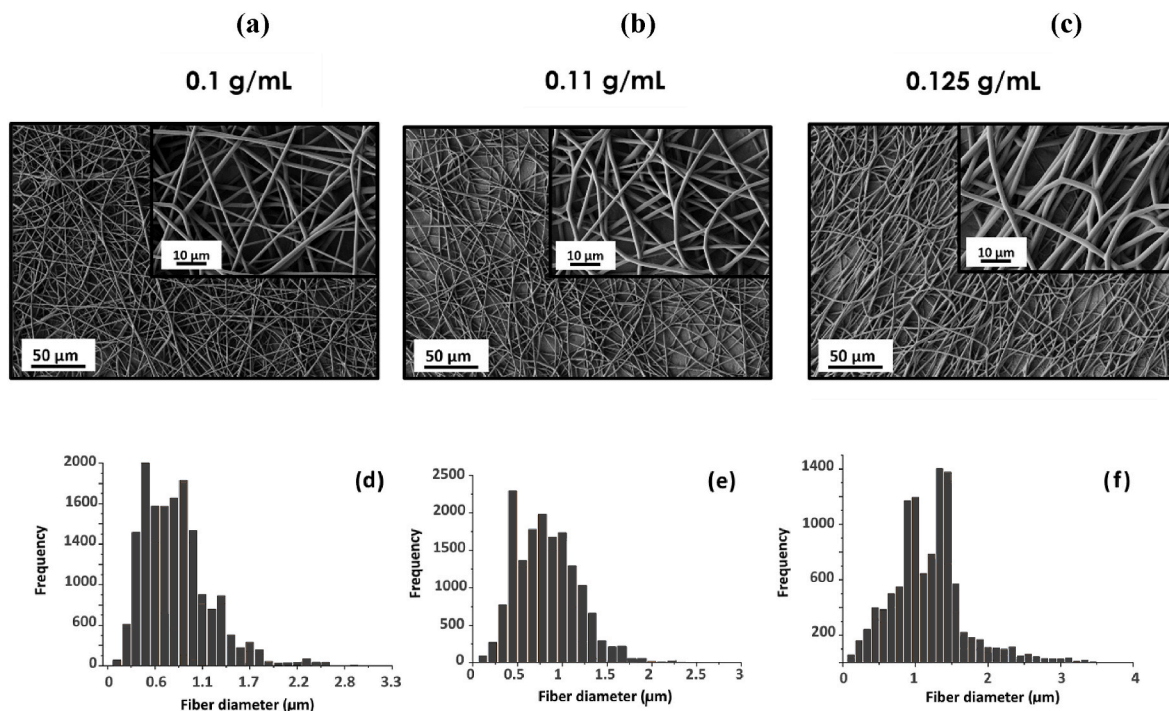 (a) (b) (c)
0.1 g/mL 0.11 g/mL 0.125 g/mL
10 µm 10 µm 10 µm
50 µm 50 µm 50 µm
(d) (e) (f)
Frequency
2000
1600
1400
1000
600
0
0 0.6 1.1 1.7 2.2 2.8 3.3
Fiber diameter (µm)
Frequency
2500
2000
1500
1000
500
0
0 0.5 1 1.5 2 2.5 3
Fiber diameter (µm)
Frequency
1400
1000
600
200
0 1 2 3 4
Fiber diameter (µm)